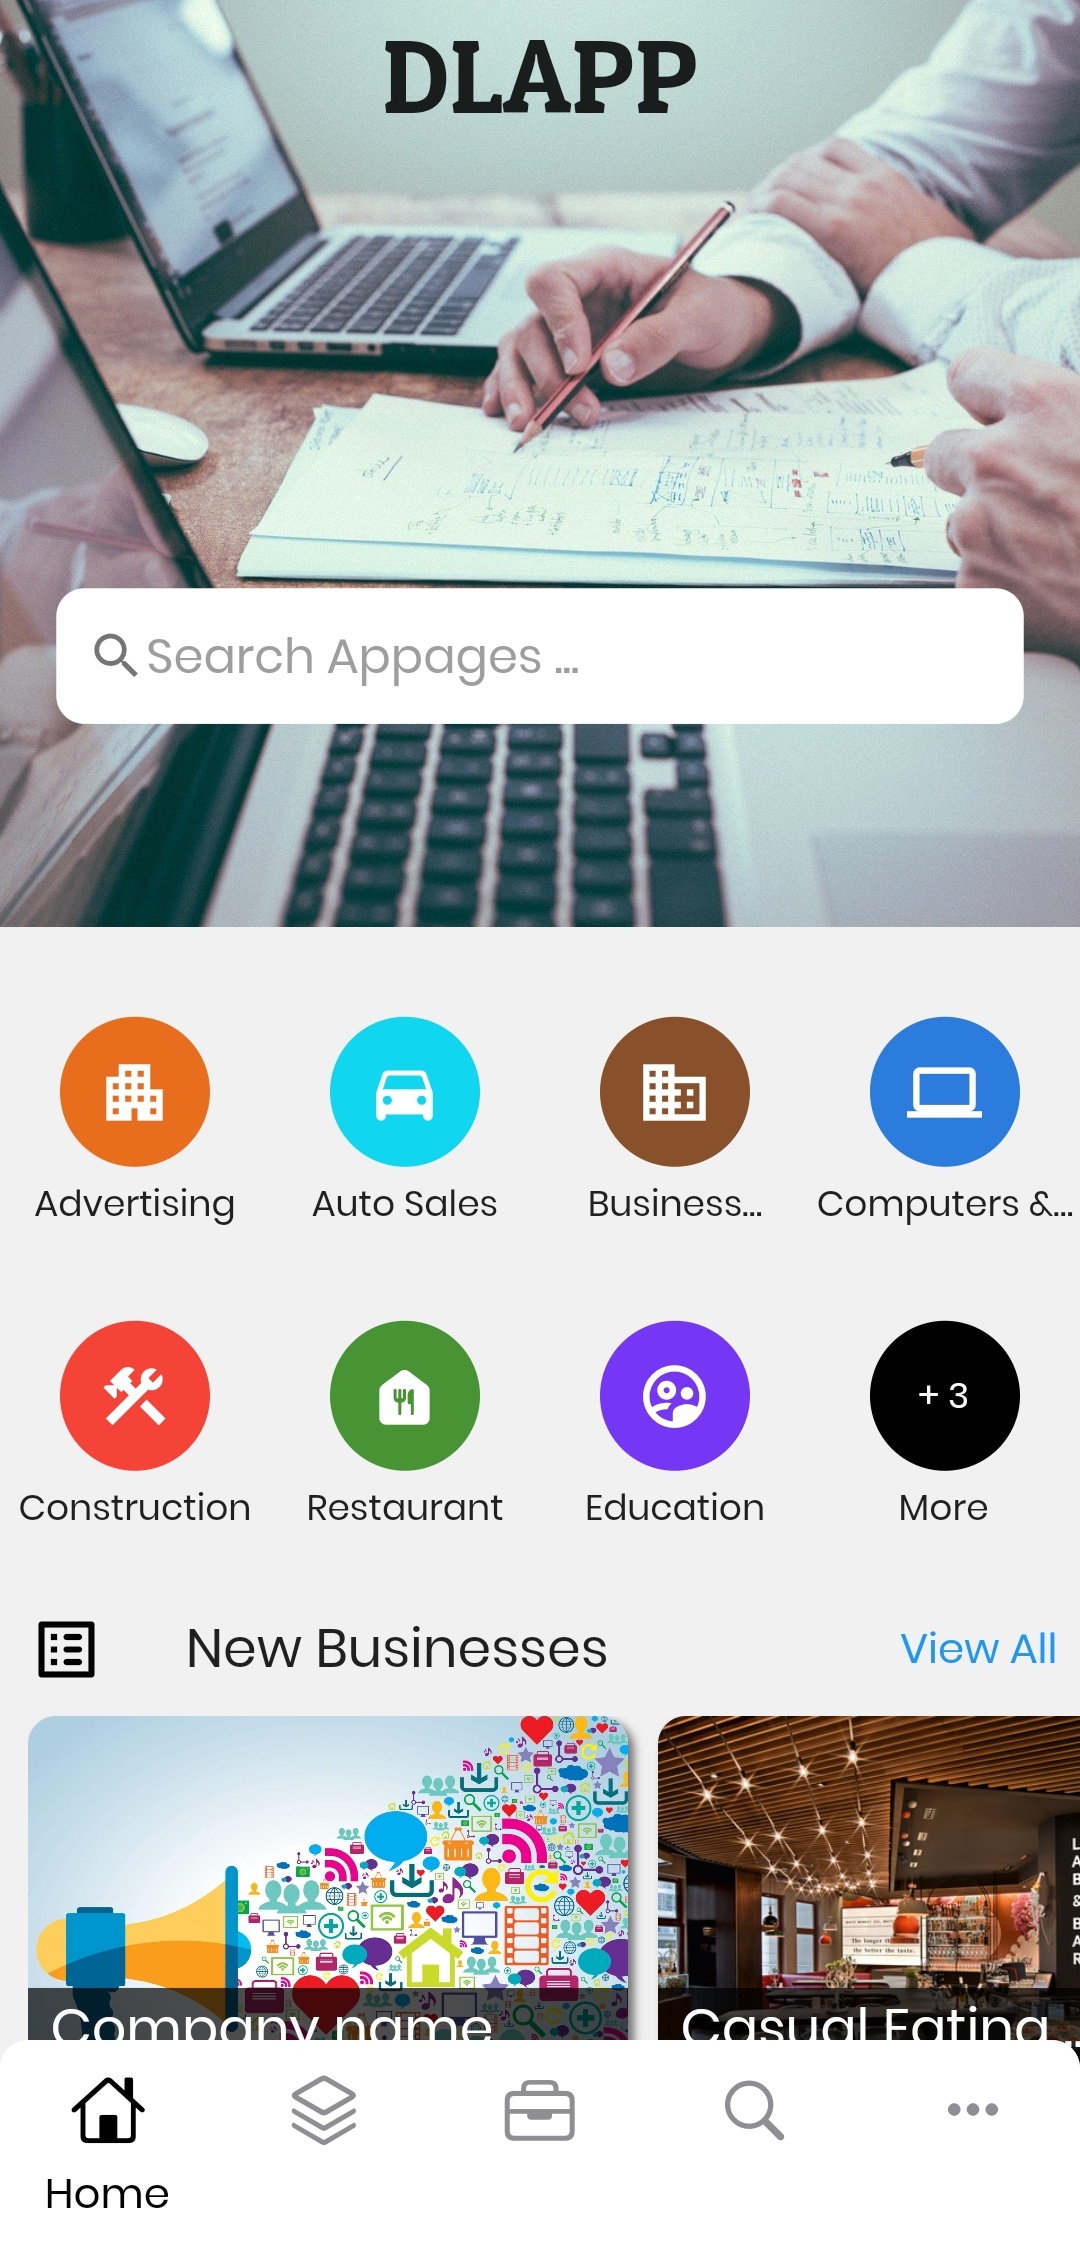 DLAPP
Search Appages ...
Advertising
Auto Sales
Business...
Computers &...
Construction
Restaurant
Education
+ 3
More
New Businesses
View All
Company name
Casual Eating
Home